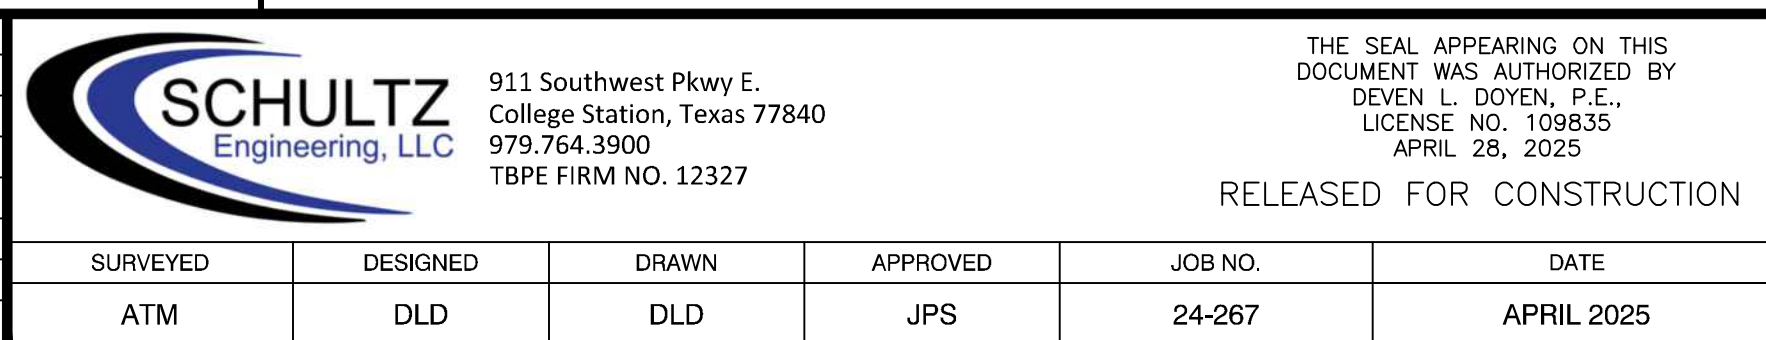 SCHULTZ
Engineering, LLC
911 Southwest Pkwy E.
College Station, Texas 77840
979.764.3900
TBPE FIRM NO. 12327
THE SEAL APPEARING ON THIS
DOCUMENT WAS AUTHORIZED BY
DEVEN L. DOYEN, P.E.,
LICENSE NO. 109835
APRIL 28, 2025
RELEASED FOR CONSTRUCTION
SURVEYED DESIGNED DRAWN APPROVED JOB NO. DATE
ATM DLD DLD JPS 24-267 APRIL 2025